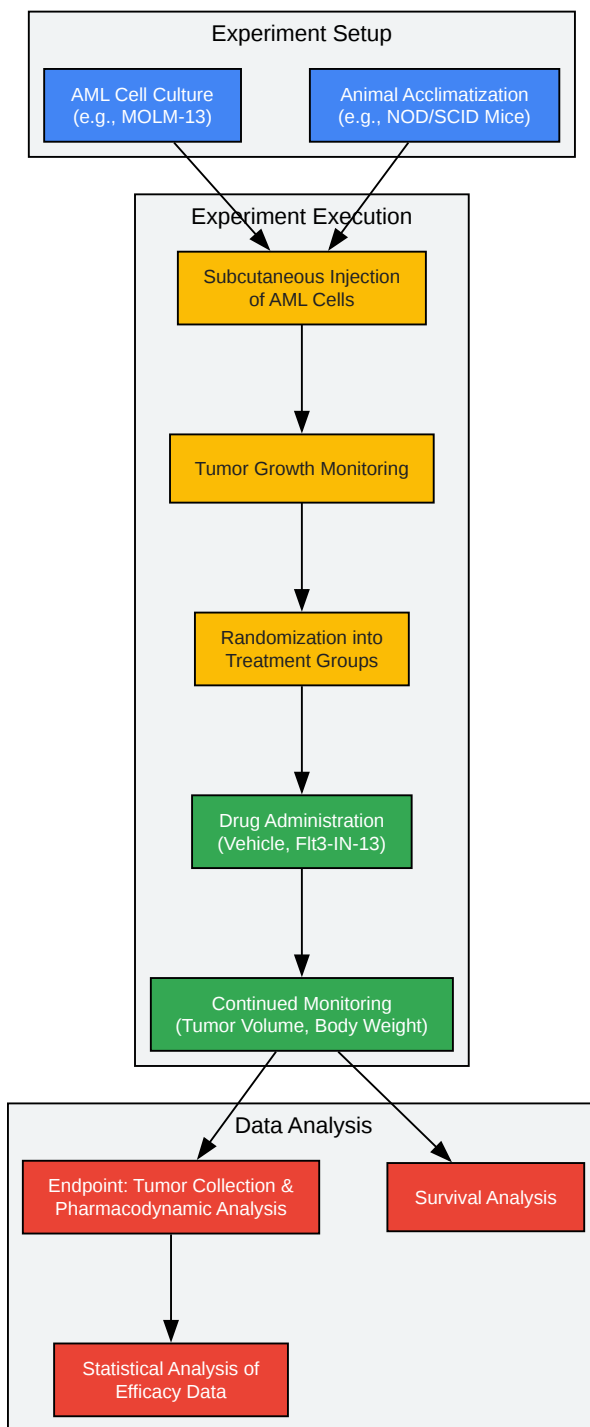 Experiment Setup
AML Cell Culture
(e.g., MOLM-13)
Animal Acclimatization
(e.g., NOD/SCID Mice)
Experiment Execution
Subcutaneous Injection
of AML Cells
Tumor Growth Monitoring
Randomization into
Treatment Groups
Drug Administration
(Vehicle, Flt3-IN-13)
Continued Monitoring
(Tumor Volume, Body Weight)
Data Analysis
Endpoint: Tumor Collection &
Pharmacodynamic Analysis
Survival Analysis
Statistical Analysis of
Efficacy Data